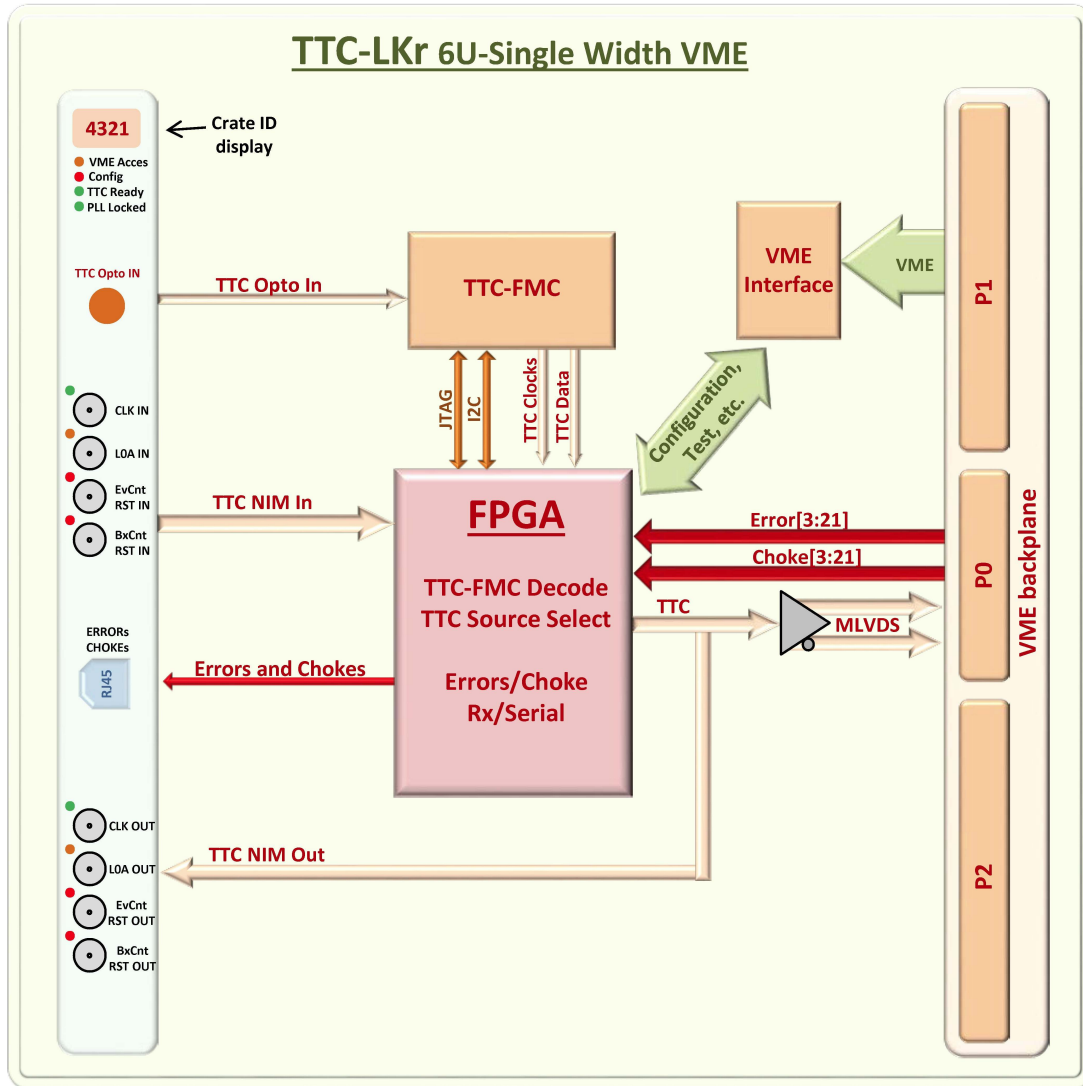 TTC-LKr 6U-Single Width VME
4321
Crate ID
display
VME Acces
Config
TTC Ready
PLL Locked
TTC Opto IN
TTC Opto In
TTC-FMC
VME
Interface
VME
P1
JTAG
I2C
TTC Clocks
TTC Data
Configuration,
Test, etc.
CLK IN
L0A IN
EvCnt
RST IN
BxCnt
RST IN
TTC NIM In
FPGA
TTC-FMC Decode
TTC Source Select
Errors/Choke
Rx/Serial
Error[3:21]
Choke[3:21]
TTC
MLVDS
P0
VME backplane
ERRORs
CHOKEs
RJ45
Errors and Chokes
CLK OUT
L0A OUT
EvCnt
RST OUT
BxCnt
RST OUT
TTC NIM Out
P2